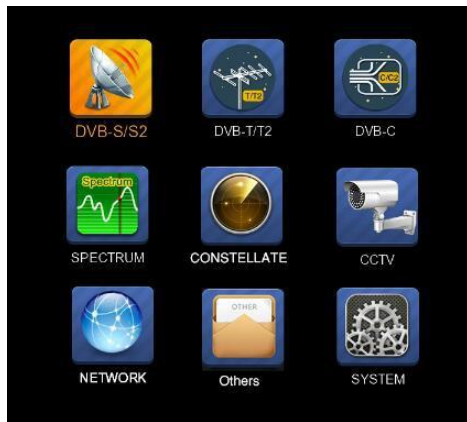 T/T2
C/C2
DVB-S/S2
DVB-T/T2
DVB-C
Spectrum
SPECTRUM
CONSTELLATE
CCTV
OTHER
NETWORK
Others
SYSTEM